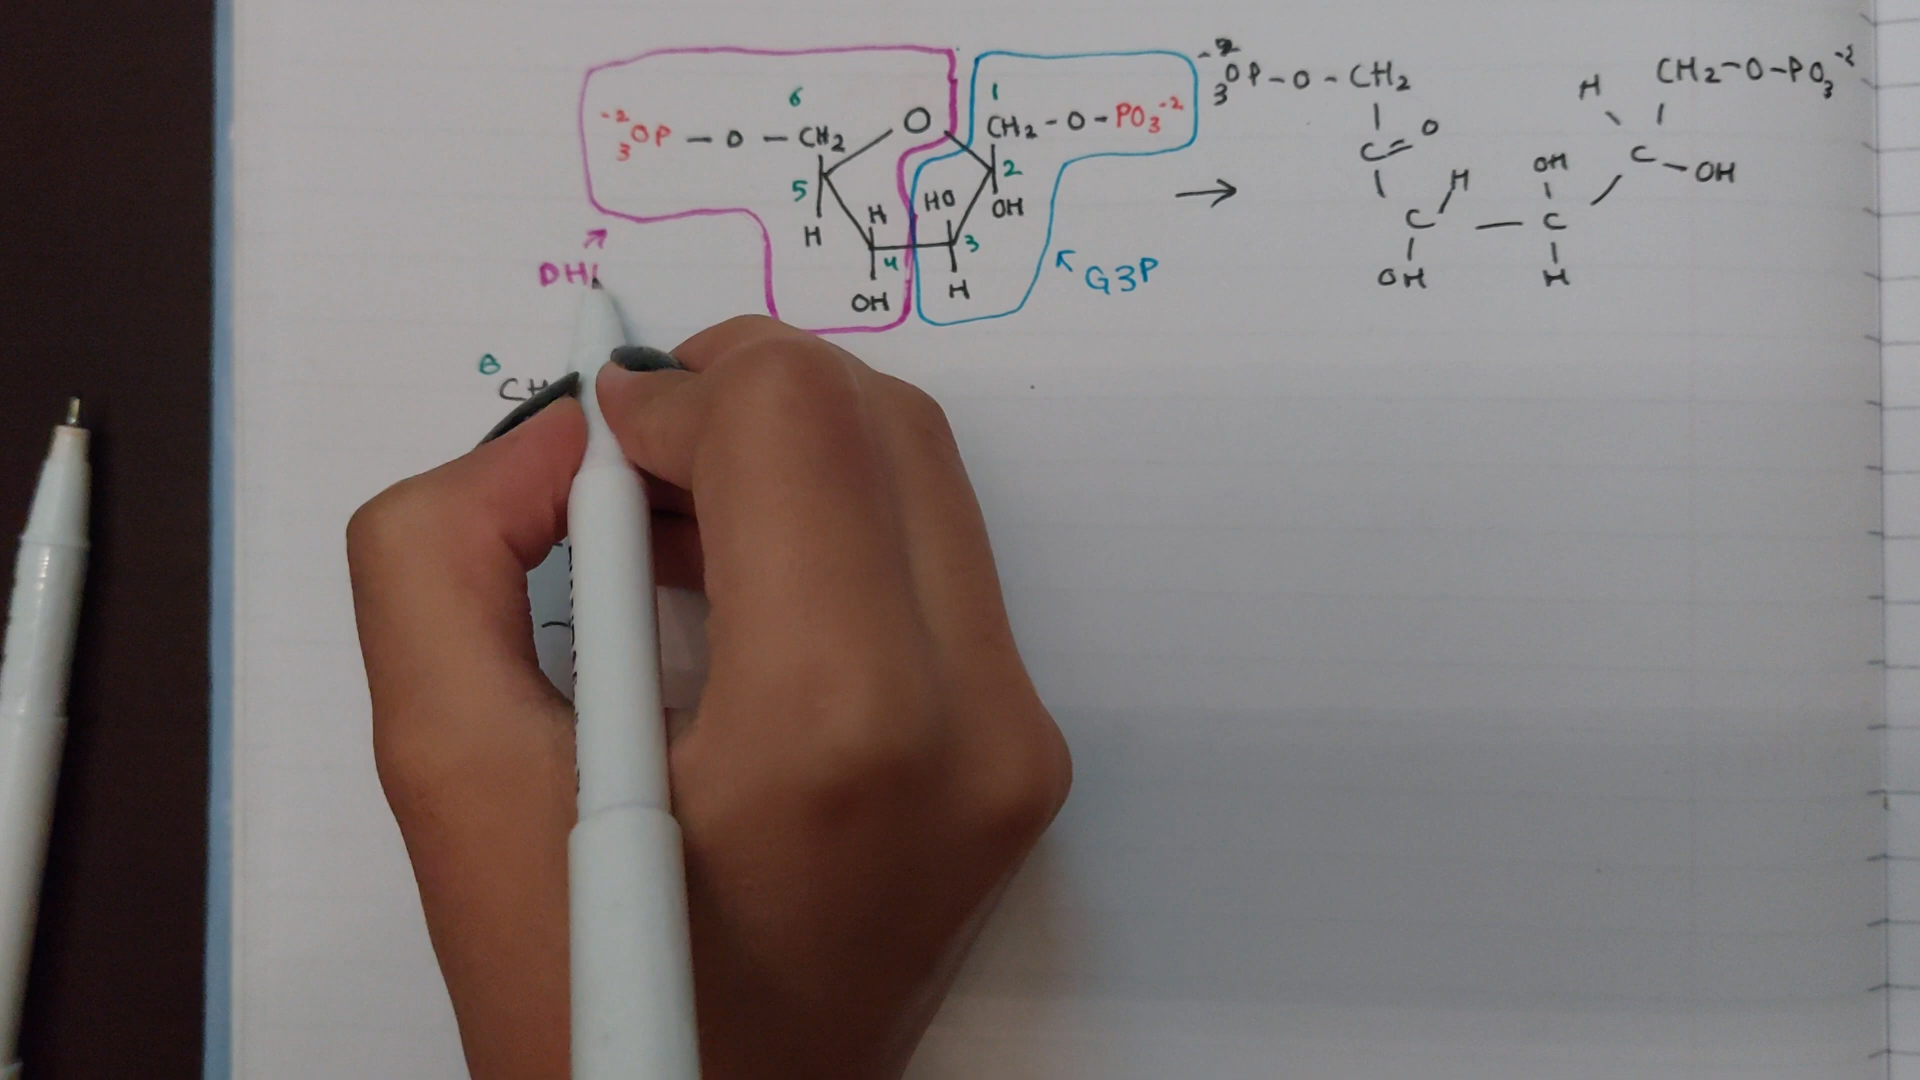 6 1
-2 3OP - O - CH2 O CH2 - O - PO3 -2
5 2
H H HO OH
4 3
OH H
DH
G3P
θ CH
→
-2 3OP - O - CH2 H CH2 - O - PO3 -2
C = O C - OH
H OH
C — C
OH H